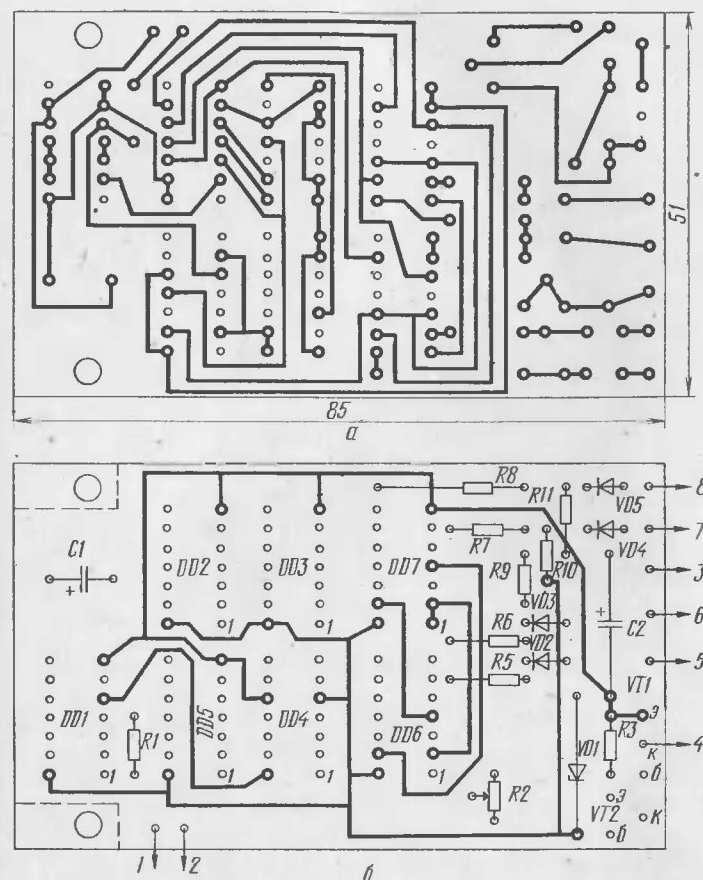 51
85
а
R8
R11
VD5
8
C1
R7
VD4
7
DD2
DD3
DD7
R9
R10
3
+
VD3
+
C2
6
R6
VD2
1
1
1
R5
5
VT1
DD1
DD5
DD4
DD6
э
R1
VD1
R3
к
4
1
1
1
1
б
R2
э
VT2
к
б
1
2
б